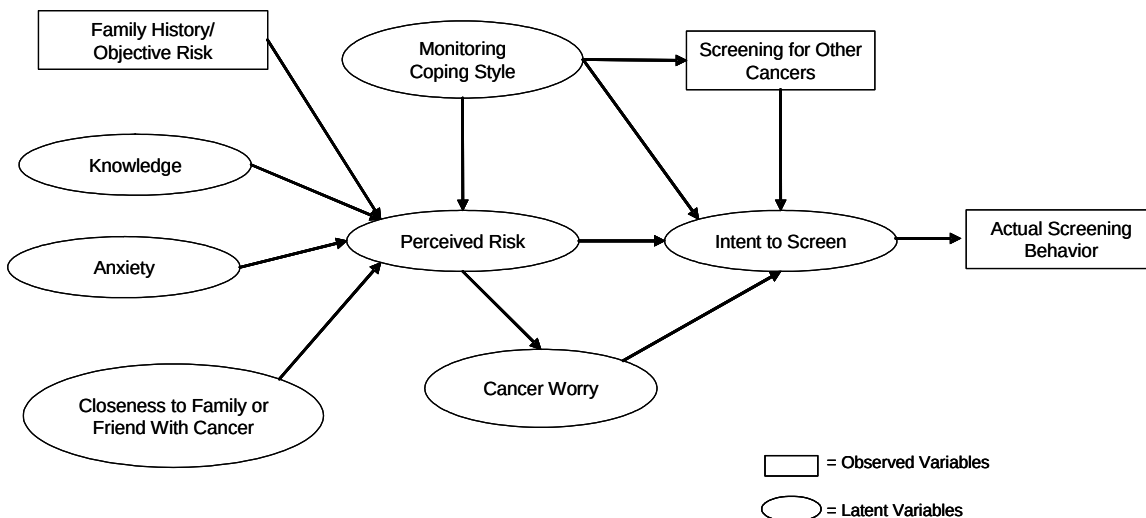 Family History/
Objective Risk
Monitoring
Coping Style
Screening for Other
Cancers
Knowledge
Perceived Risk
Intent to Screen
Actual Screening
Behavior
Anxiety
Cancer Worry
Closeness to Family or
Friend With Cancer
= Observed Variables
= Latent Variables